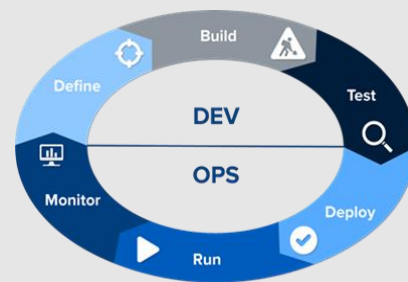 Build
Define
Test
DEV
OPS
Monitor
Deploy
Run